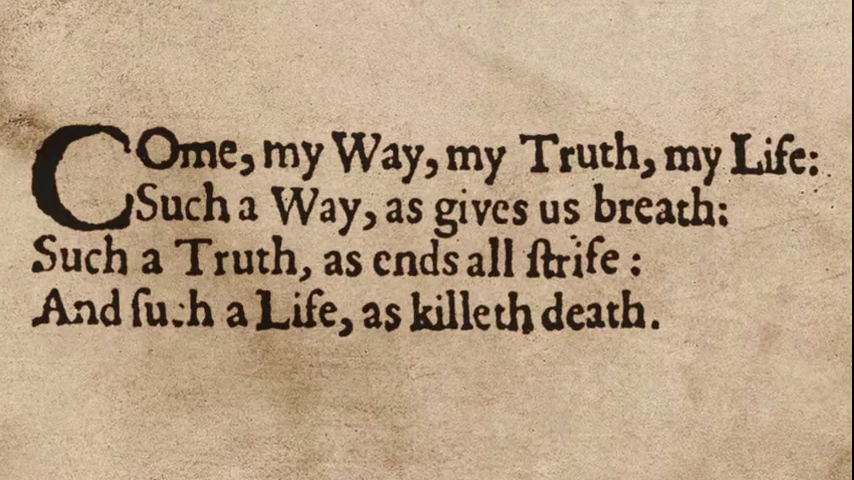 COme, my Way, my Truth, my Life:
Such a Way, as gives us breath:
Such a Truth, as ends all ſtrife :
And ſuch a Life, as killeth death.